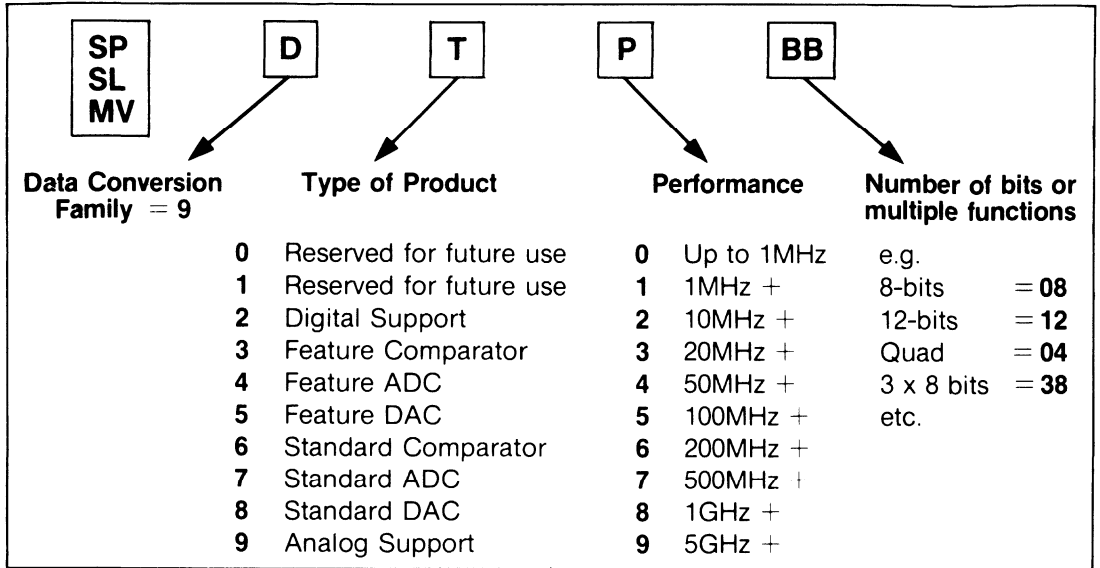 SP
SL
MV
D T P BB
Data Conversion
Family = 9
Type of Product
0 Reserved for future use
1 Reserved for future use
2 Digital Support
3 Feature Comparator
4 Feature ADC
5 Feature DAC
6 Standard Comparator
7 Standard ADC
8 Standard DAC
9 Analog Support
Performance
0 Up to 1MHz
1 1MHz +
2 10MHz +
3 20MHz +
4 50MHz +
5 100MHz +
6 200MHz +
7 500MHz +
8 1GHz +
9 5GHz +
Number of bits or
multiple functions
e.g.
8-bits = 08
12-bits = 12
Quad = 04
3 x 8 bits = 38
etc.